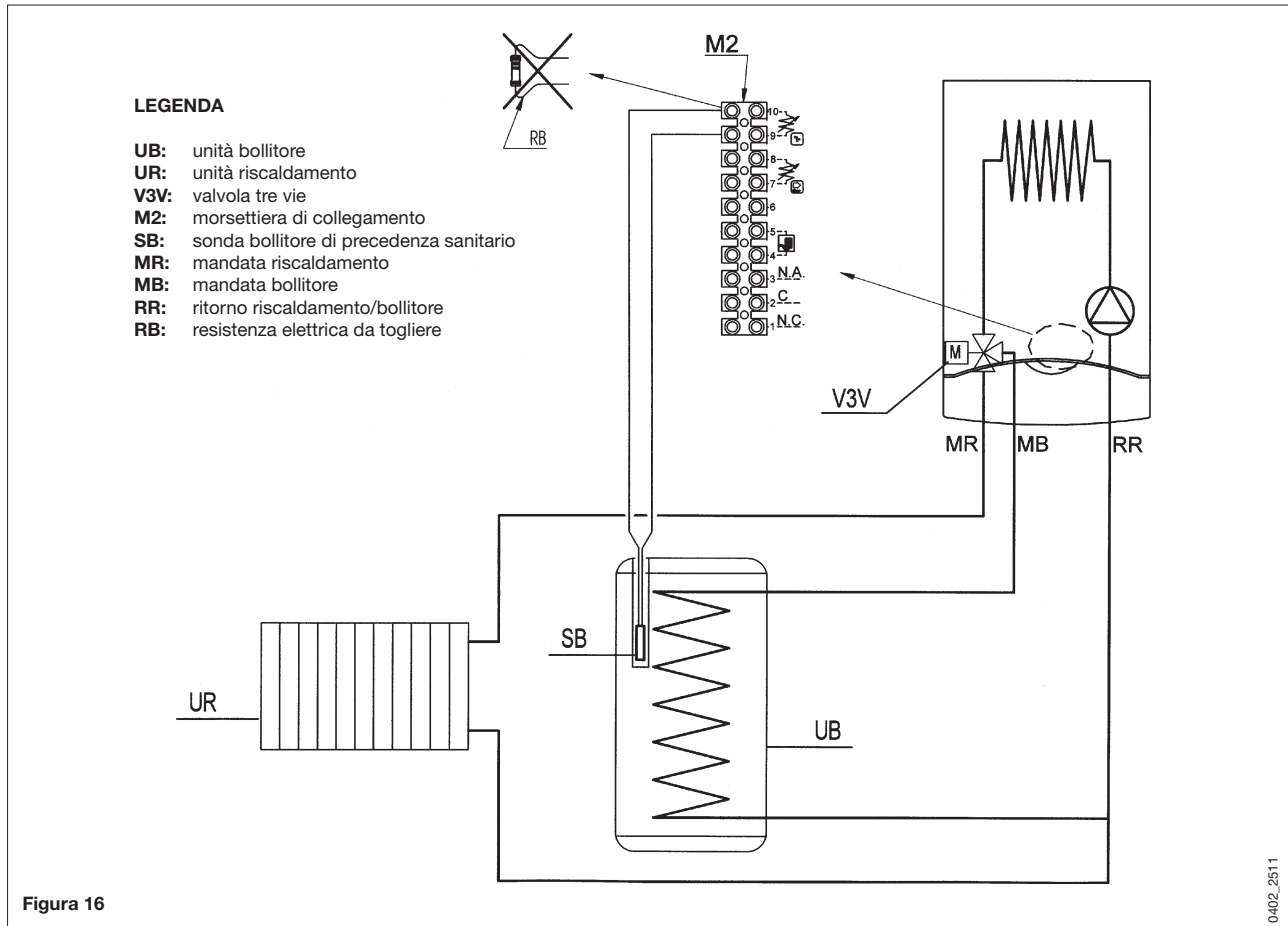 M2
LEGENDA
RB
UB: unità bollitore
UR: unità riscaldamento
V3V: valvola tre vie
M2: morsettiera di collegamento
SB: sonda bollitore di precedenza sanitario
MR: mandata riscaldamento
MB: mandata bollitore
RR: ritorno riscaldamento/bollitore
RB: resistenza elettrica da togliere
10
9
8
7
6
5
4
3 N.A.
2 C
1 N.C.
M
V3V
MR MB RR
SB
UR
UB
Figura 16
0402_2511